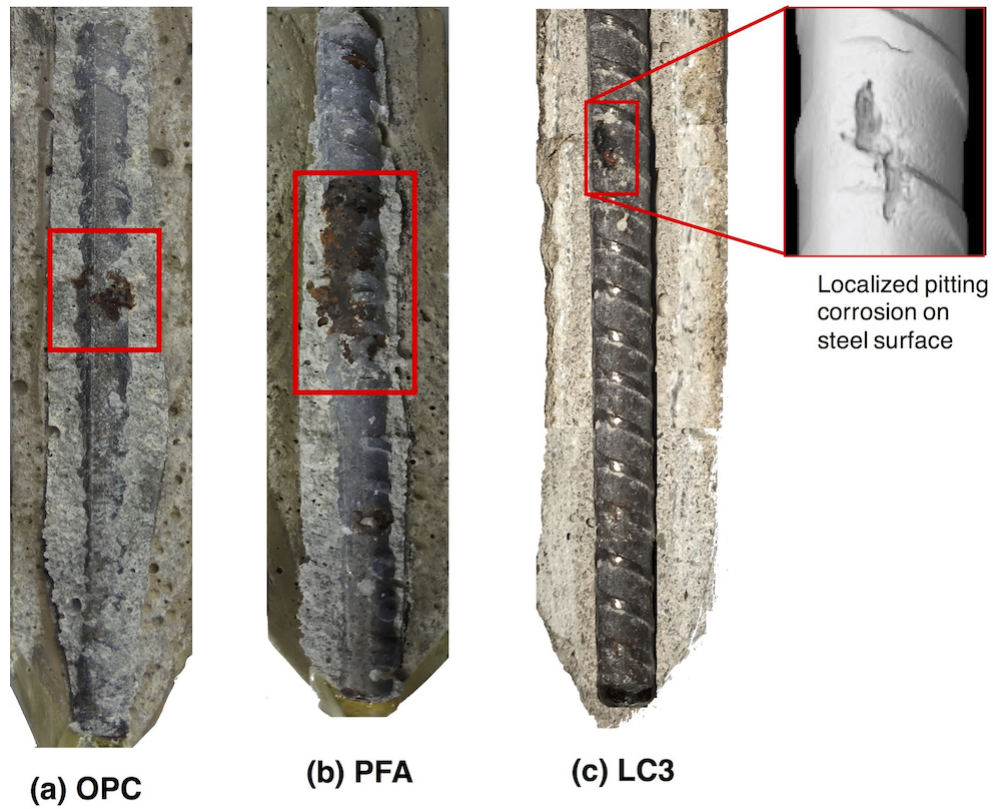 Localized pitting
corrosion on
steel surface
(a) OPC
(b) PFA
(c) LC3